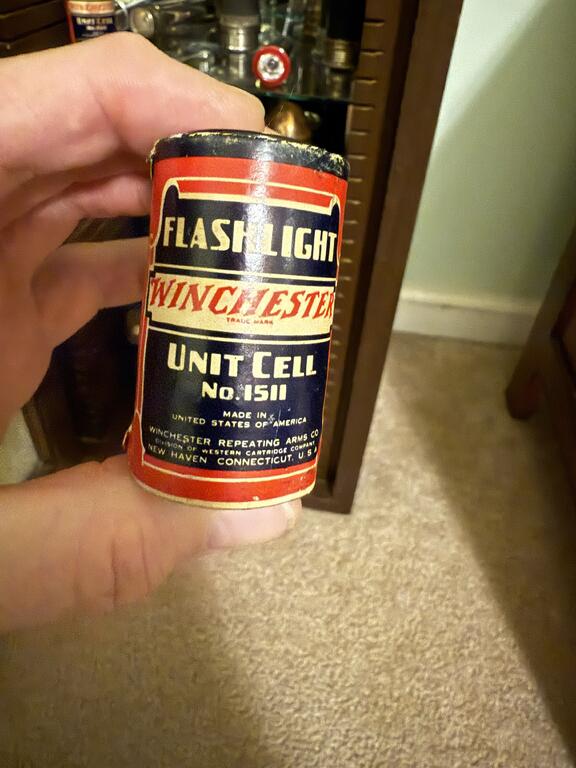 FLASHLIGHT
WINCHESTER
TRADE MARK
UNIT CELL
No. 1511
MADE IN
UNITED STATES OF AMERICA
WINCHESTER REPEATING ARMS CO
DIVISION OF WESTERN CARTRIDGE COMPANY
NEW HAVEN CONNECTICUT. U. S. A